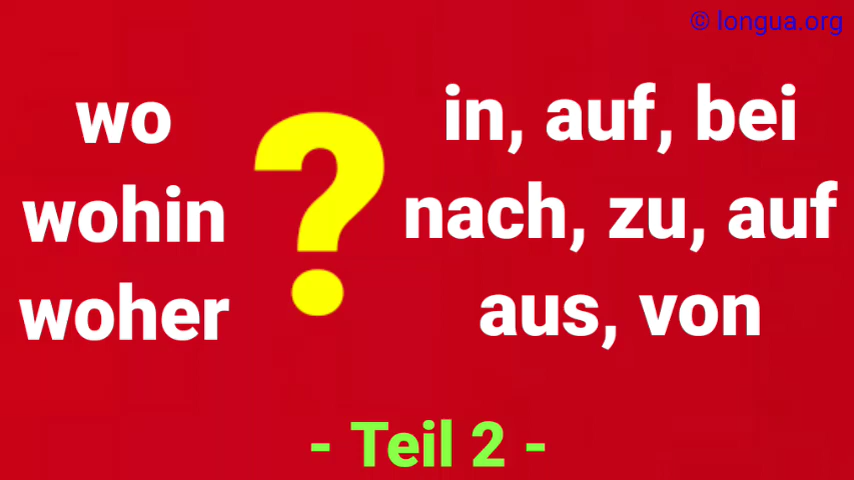 © longua.org
wo
wohin
woher
?
in, auf, bei
nach, zu, auf
aus, von
- Teil 2 -